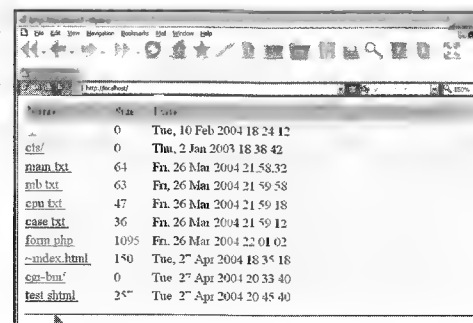 File Edit View Navigation Bookmarks Mail Window Help
http://localhost/
150%
Name Size Date
0 Tue, 10 Feb 2004 18 24 12
cts/ 0 Thu, 2 Jan 2003 18 38 42
main txt 64 Fri, 26 Mar 2004 21.58.32
mb txt 63 Fri, 26 Mar 2004 21 59 58
cpu txt 47 Fri, 26 Mar 2004 21 59 18
case txt 36 Fri, 26 Mar 2004 21 59 12
form php 1095 Fri, 26 Mar 2004 22 01 02
~index.html 150 Tue, 27 Apr 2004 18 35 18
cgi-bin/ 0 Tue 27 Apr 2004 20 33 40
test shtml Tue 27 Apr 2004 20 45 40